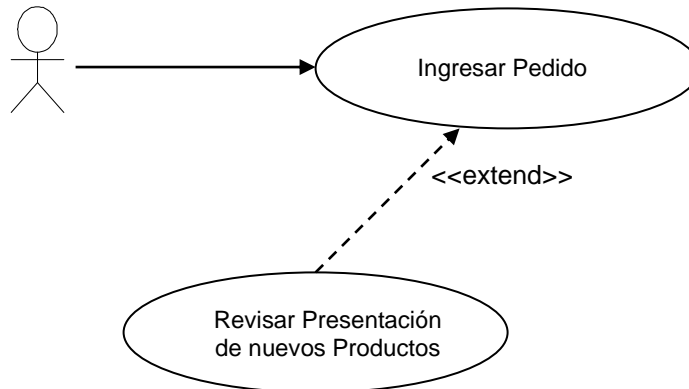 Ingresar Pedido
<<extend>>
Revisar Presentación
de nuevos Productos